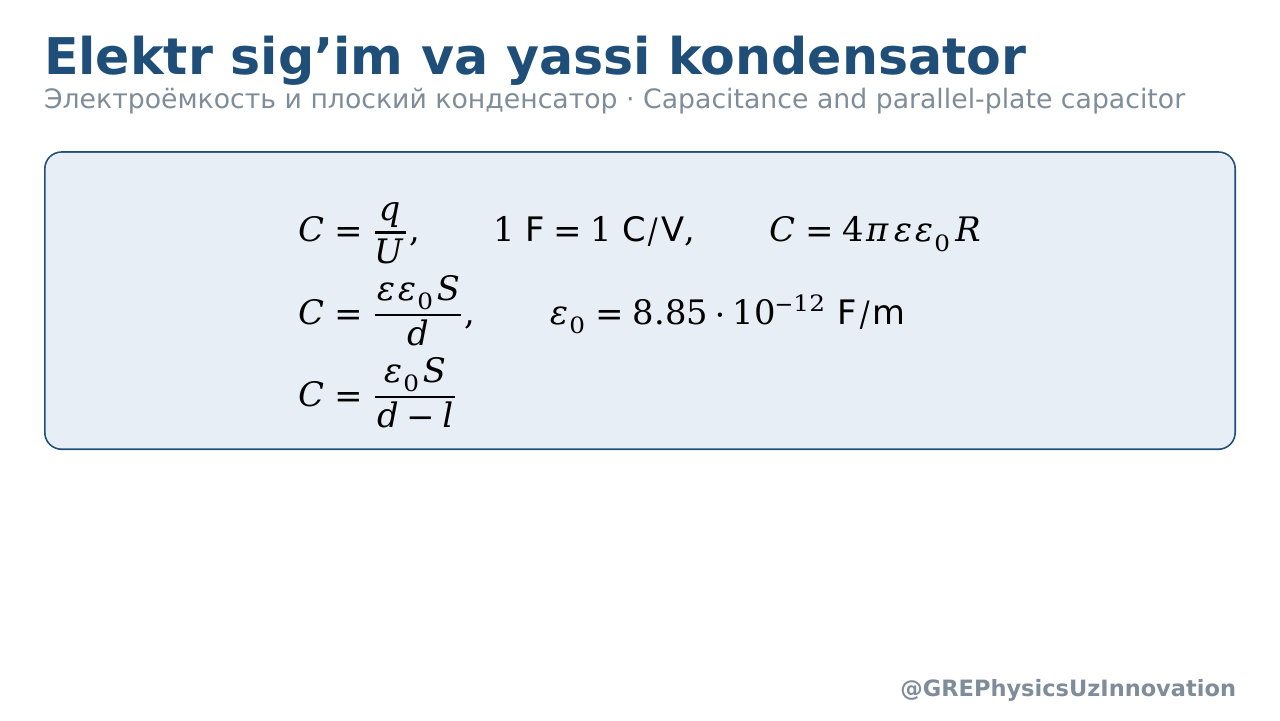 Elektr sig’im va yassi kondensator
Электроёмкость и плоский конденсатор · Capacitance and parallel-plate capacitor
C = q/U, 1 F = 1 C/V, C = 4πεε₀R
C = εε₀S/d, ε₀ = 8.85 · 10⁻¹² F/m
C = ε₀S/(d − l)
@GREPhysicsUzInnovation